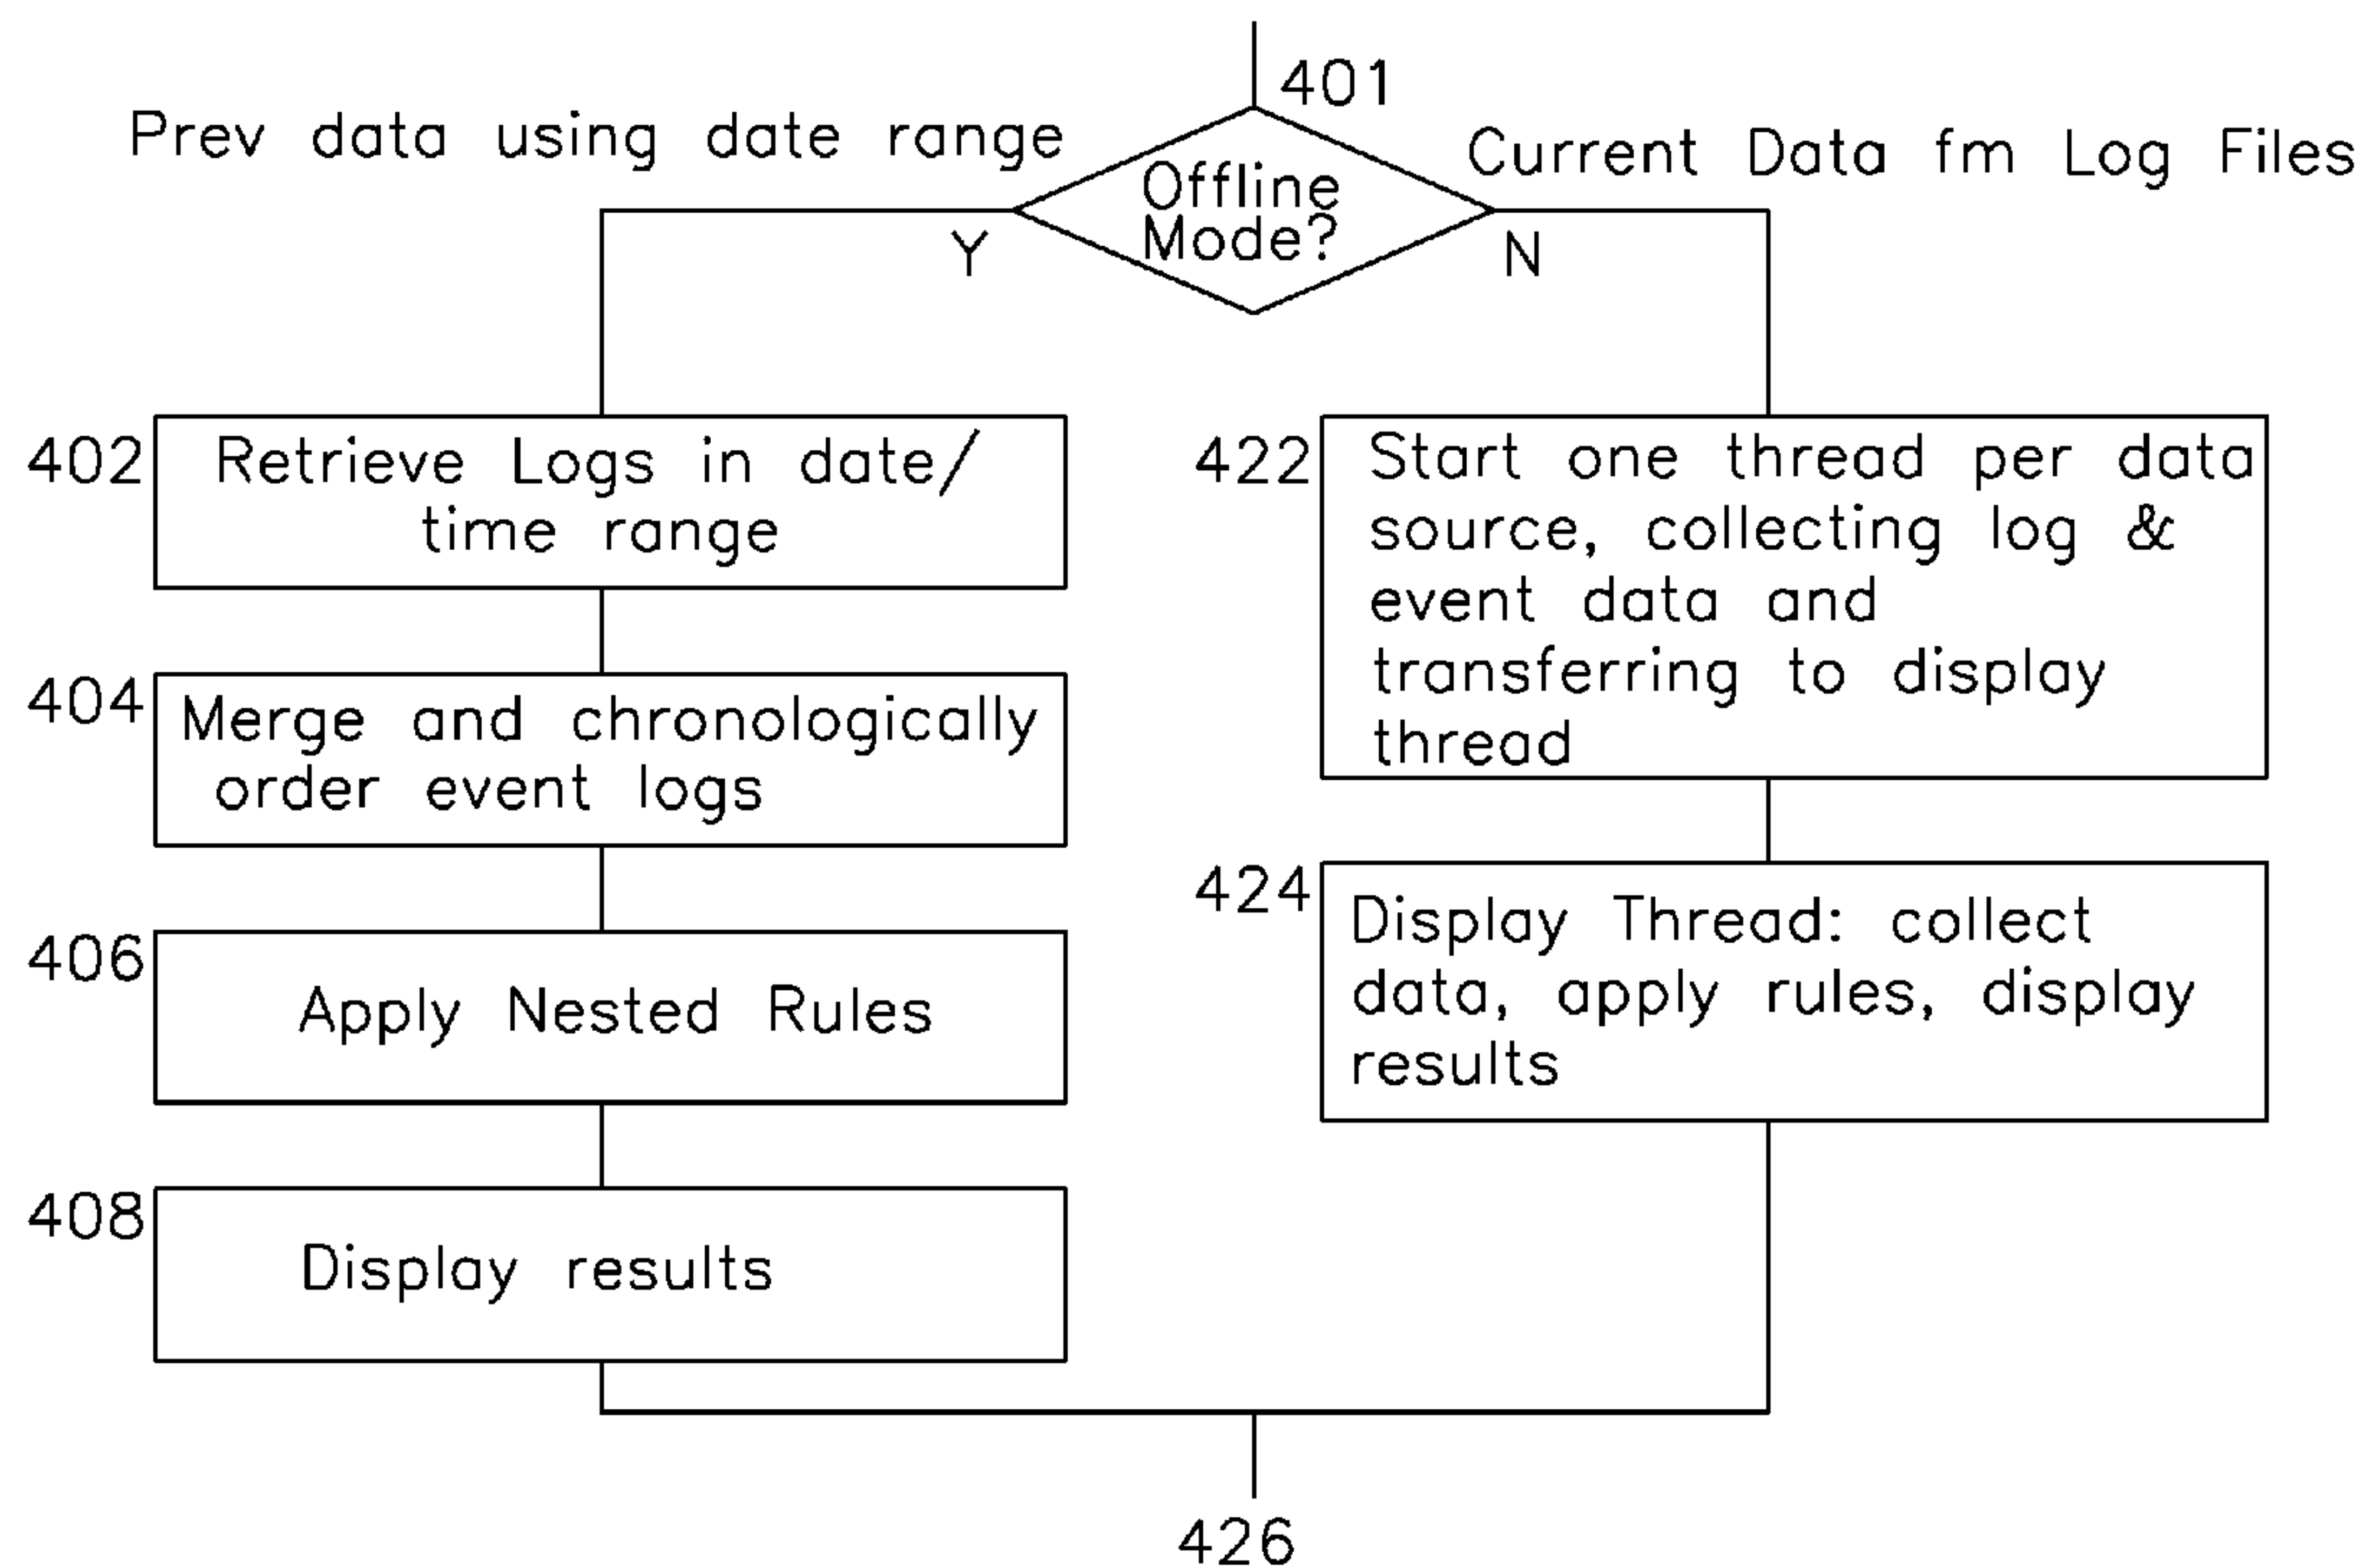 401
Prev data using date range
Current Data fm Log Files
Offline
Mode?
Y
N
402
Retrieve Logs in date/
time range
404
Merge and chronologically
order event logs
406
Apply Nested Rules
408
Display results
422
Start one thread per data
source, collecting log &
event data and
transferring to display
thread
424
Display Thread: collect
data, apply rules, display
results
426